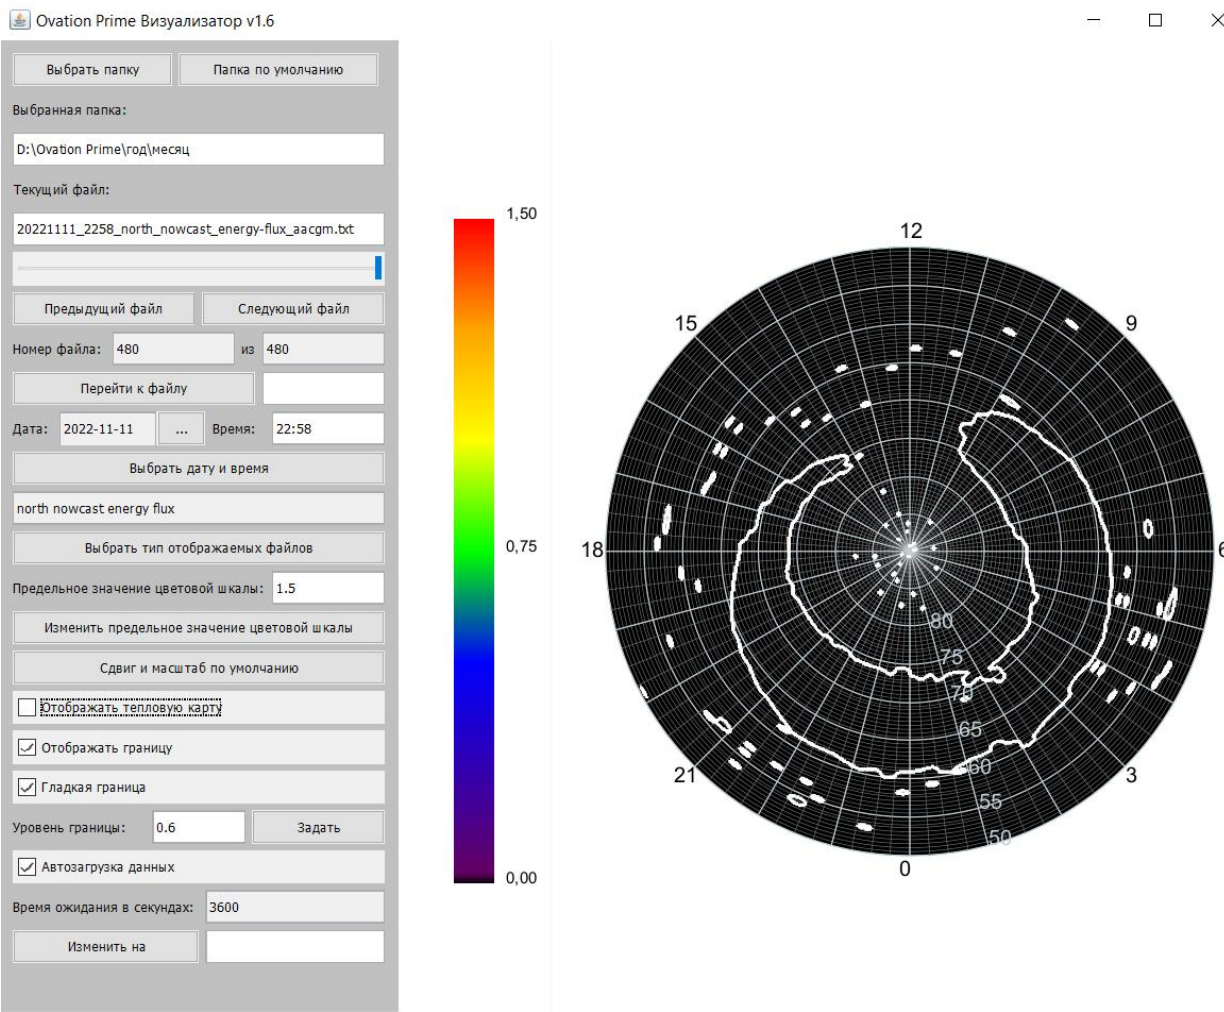 Ovation Prime Визуализатор v1.6
Выбрать папку Папка по умолчанию
Выбранная папка:
D:\Ovation Prime\год\месяц
Текущий файл:
20221111_2258_north_nowcast_energy-flux_aacgm.txt
Предыдущий файл Следующий файл
Номер файла: 480 из 480
Перейти к файлу
Дата: 2022-11-11 ... Время: 22:58
Выбрать дату и время
north nowcast energy flux
Выбрать тип отображаемых файлов
Предельное значение цветовой шкалы: 1.5
Изменить предельное значение цветовой шкалы
Сдвиг и масштаб по умолчанию
Отображать тепловую карту
Отображать границу
Гладкая граница
Уровень границы: 0.6 Задать
Автозагрузка данных
Время ожидания в секундах: 3600
Изменить на
1,50
0,75
0,00
12
15 9
18 6
80
75
70
65
60
55
50
21 3
0